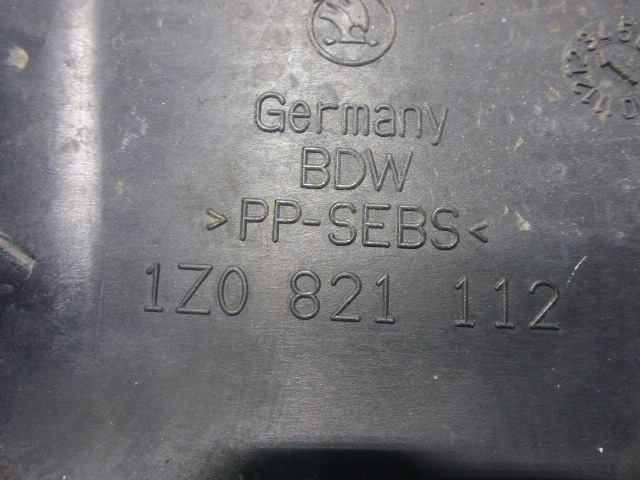 Germany
BDW
>PP-SEBS<
1Z0 821 112